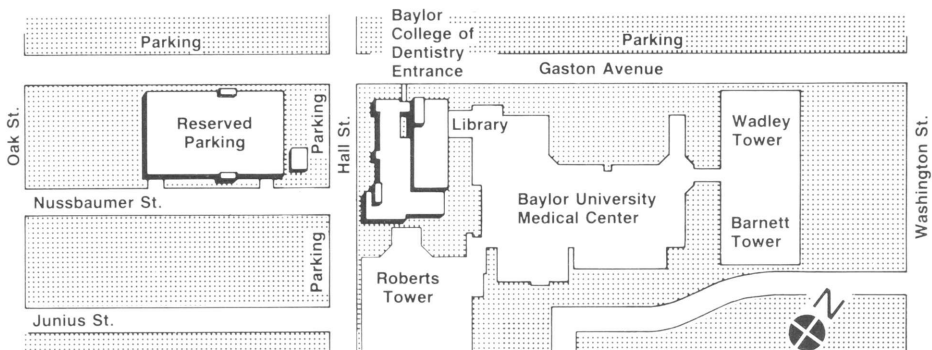 Baylor
College of
Dentistry
Entrance
Parking
Parking
Gaston Avenue
Oak St.
Reserved
Parking
Parking
Hall St.
Library
Wadley
Tower
Washington St.
Nussbaumer St.
Baylor University
Medical Center
Barnett
Tower
Parking
Roberts
Tower
Junius St.
N